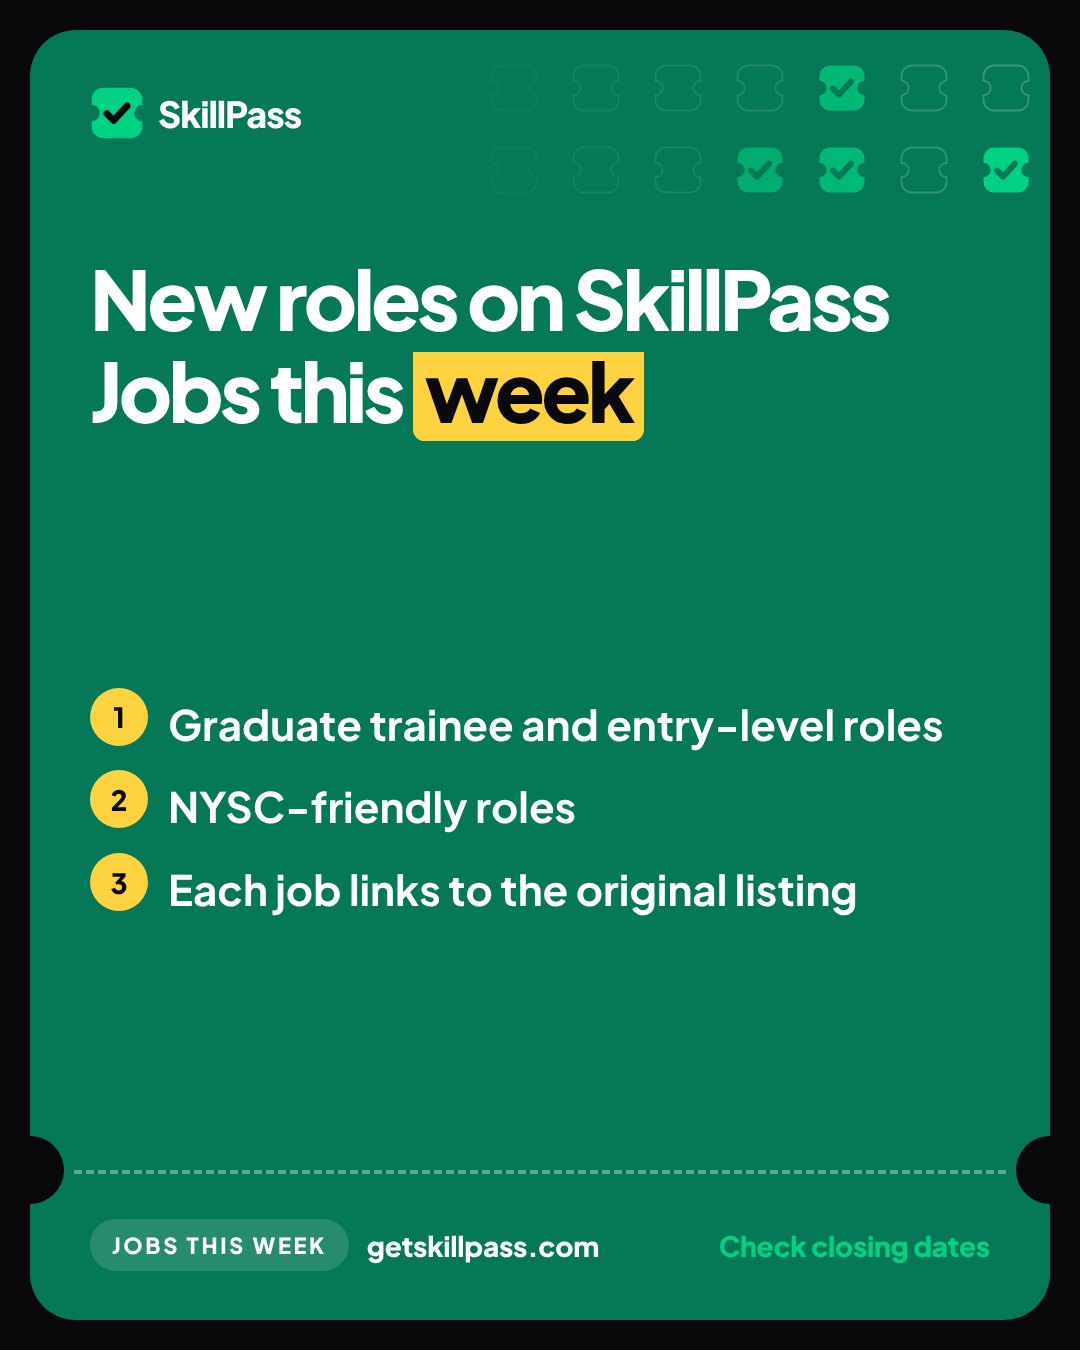 SkillPass
New roles on SkillPass
Jobs this week
1 Graduate trainee and entry-level roles
2 NYSC-friendly roles
3 Each job links to the original listing
JOBS THIS WEEK getskillpass.com Check closing dates